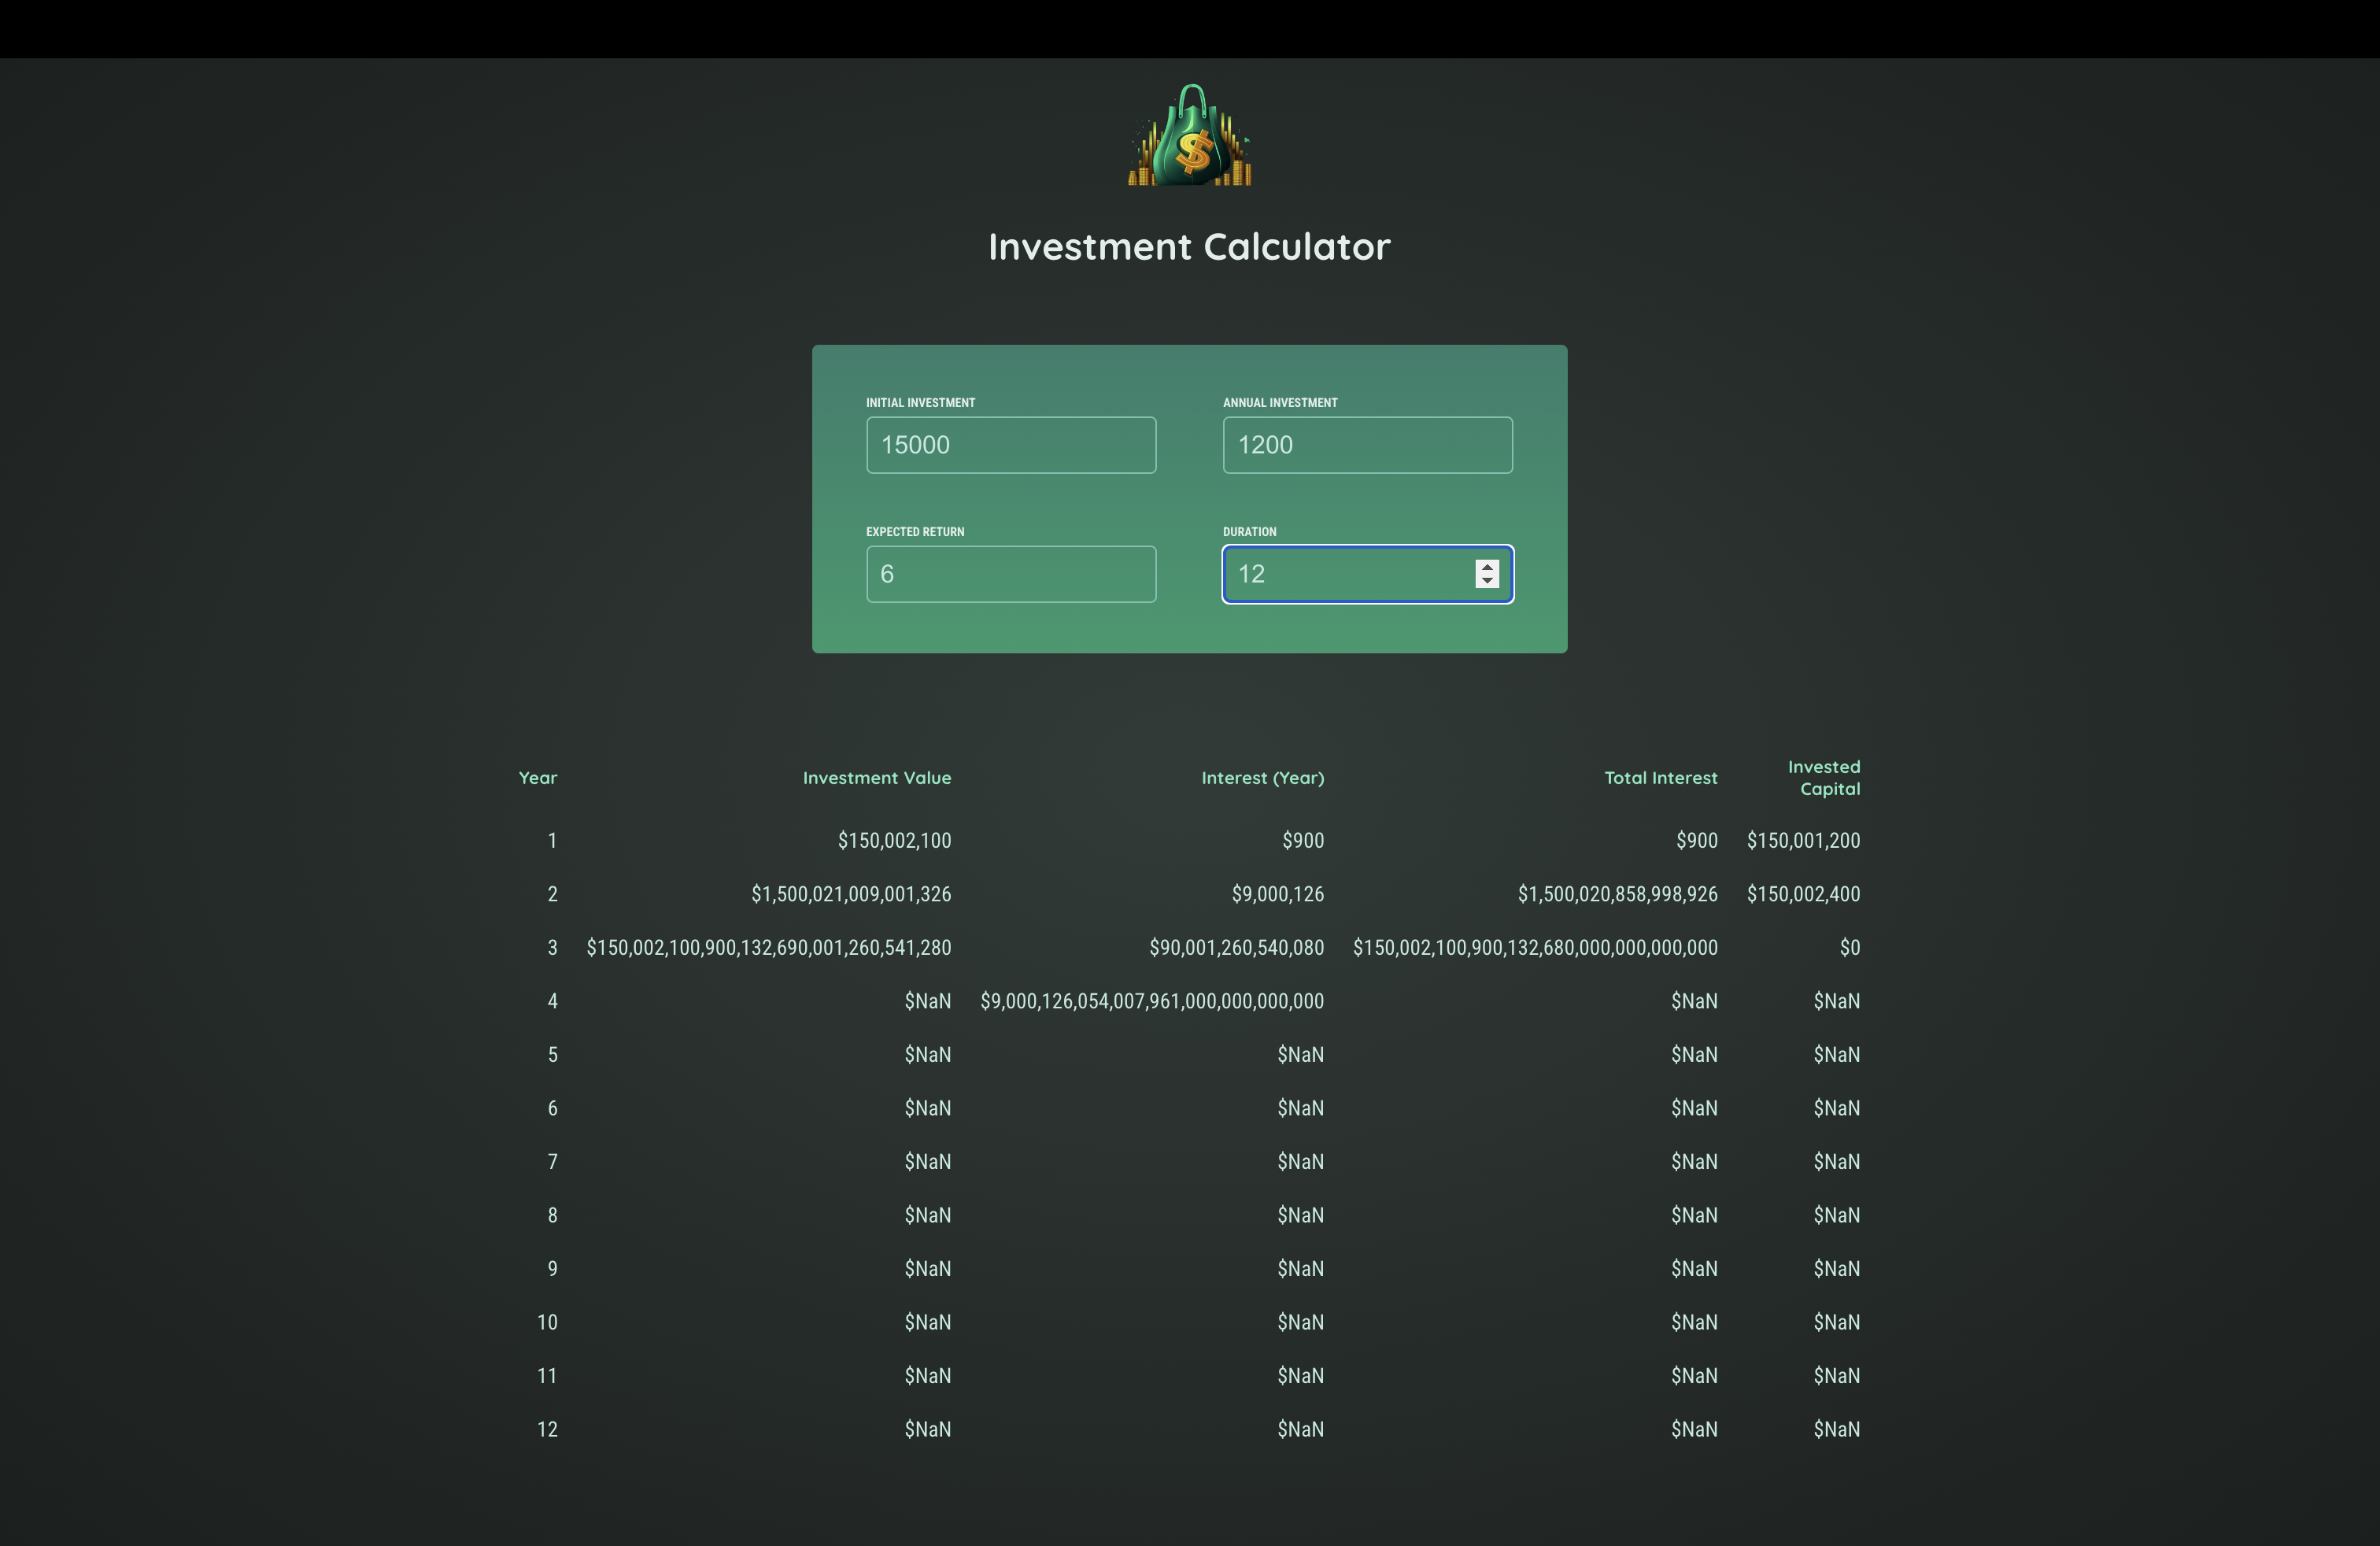 $
Investment Calculator
INITIAL INVESTMENT ANNUAL INVESTMENT
15000 1200
EXPECTED RETURN DURATION
6 12
Year Investment Value Interest (Year) Total Interest Invested
Capital
1 $150,002,100 $900 $900 $150,001,200
2 $1,500,021,009,001,326 $9,000,126 $1,500,020,858,998,926 $150,002,400
3 $150,002,100,900,132,690,001,260,541,280 $90,001,260,540,080 $150,002,100,900,132,680,000,000,000,000 $0
4 $NaN $9,000,126,054,007,961,000,000,000,000 $NaN $NaN
5 $NaN $NaN $NaN $NaN
6 $NaN $NaN $NaN $NaN
7 $NaN $NaN $NaN $NaN
8 $NaN $NaN $NaN $NaN
9 $NaN $NaN $NaN $NaN
10 $NaN $NaN $NaN $NaN
11 $NaN $NaN $NaN $NaN
12 $NaN $NaN $NaN $NaN